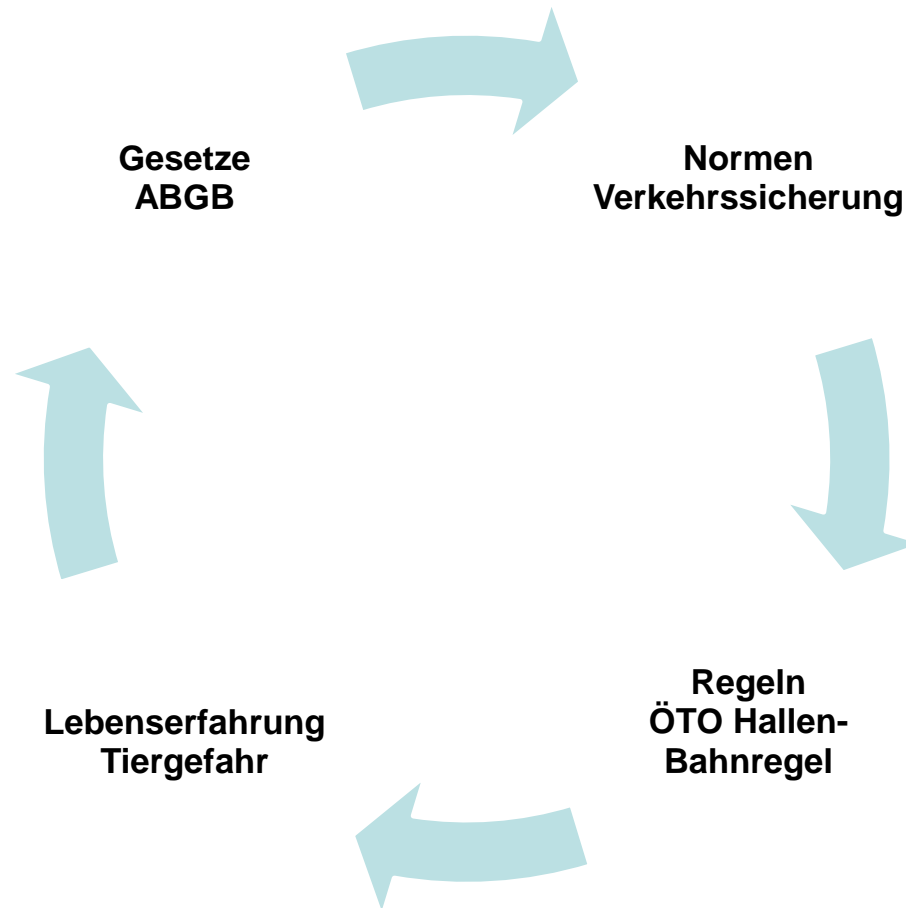 Gesetze
ABGB
Normen
Verkehrssicherung
Regeln
ÖTO Hallen-
Bahnregel
Lebenserfahrung
Tiergefahr